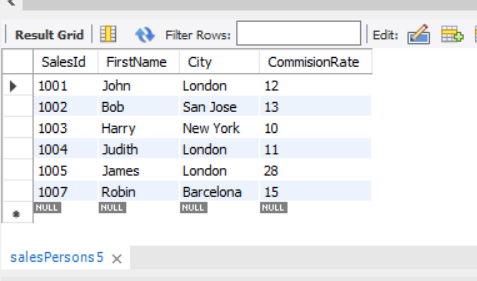 Result Grid Filter Rows: Edit:
SalesId FirstName City CommisionRate
1001 John London 12
1002 Bob San Jose 13
1003 Harry New York 10
1004 Judith London 11
1005 James London 28
1007 Robin Barcelona 15
NULL NULL NULL NULL
salesPersons5